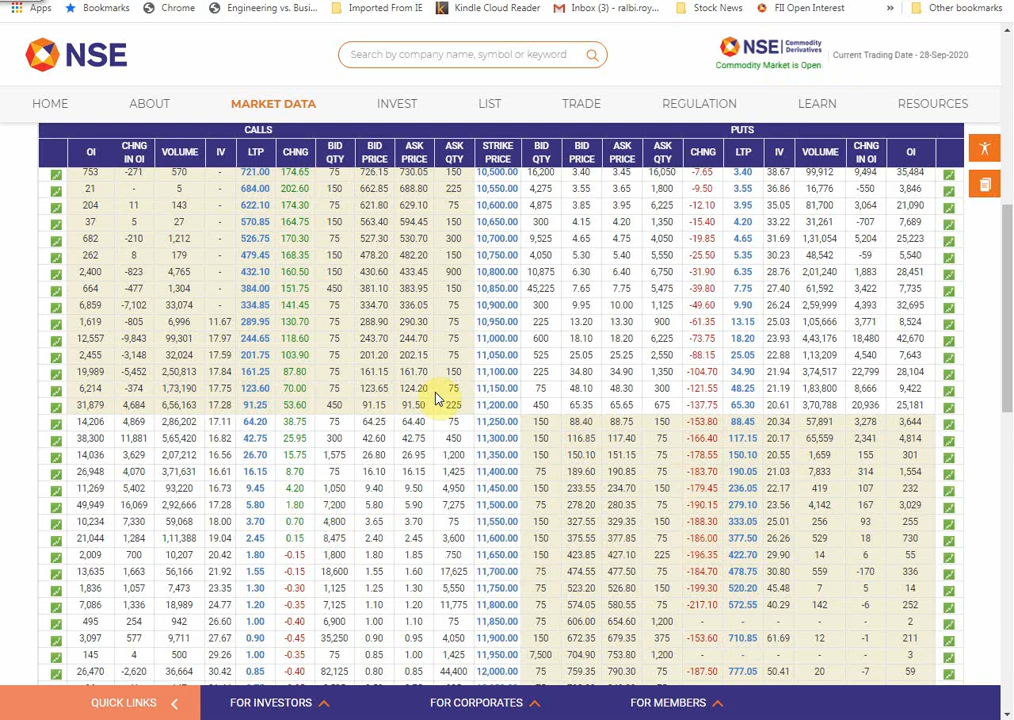 Apps Bookmarks Chrome Engineering vs. Busi... Imported From IE Kindle Cloud Reader Inbox (3) - ralbi.roy... Stock News FII Open Interest » Other bookmarks
NSE Search by company name, symbol or keyword NSE Commodity Derivatives Current Trading Date - 28-Sep-2020
Commodity Market is Open
HOME ABOUT MARKET DATA INVEST LIST TRADE REGULATION LEARN RESOURCES
CALLS PUTS
OI CHNG IN OI VOLUME IV LTP CHNG BID QTY BID PRICE ASK PRICE ASK QTY STRIKE PRICE BID QTY BID PRICE ASK PRICE ASK QTY CHNG LTP IV VOLUME CHNG IN OI OI
753 -271 570 - 721.00 174.65 75 726.15 730.05 150 10,500.00 16,200 3.40 3.45 16,050 -7.65 3.40 38.67 99,912 9,494 35,484
21 - 5 - 684.00 202.60 150 662.85 688.80 225 10,550.00 4,275 3.55 3.65 1,800 -9.50 3.55 36.86 16,776 -550 3,846
204 11 143 - 622.10 174.30 75 621.80 629.10 75 10,600.00 4,875 3.85 3.95 6,225 -12.10 3.95 35.05 81,700 3,064 21,090
37 5 27 - 570.85 164.75 150 563.40 594.45 150 10,650.00 300 4.15 4.20 1,350 -15.40 4.20 33.22 31,261 -707 7,689
682 -210 1,212 - 526.75 170.30 75 527.30 530.70 300 10,700.00 9,525 4.65 4.75 4,050 -19.85 4.65 31.69 1,31,054 5,204 25,223
262 8 179 - 479.45 168.35 150 478.20 482.20 150 10,750.00 4,050 5.30 5.40 5,550 -25.50 5.35 30.23 48,542 -59 5,540
2,400 -823 4,765 - 432.10 160.50 75 430.60 433.45 900 10,800.00 10,875 6.30 6.40 6,750 -31.90 6.35 28.76 2,01,240 1,883 28,451
664 -477 1,304 - 384.00 151.75 450 381.10 383.95 150 10,850.00 45,225 7.65 7.75 5,475 -39.80 7.75 27.40 61,592 3,422 7,735
6,859 -7,102 33,074 - 334.85 141.45 75 334.70 336.05 75 10,900.00 300 9.95 10.00 1,125 -49.60 9.90 26.24 2,59,999 4,393 32,695
1,619 -805 6,996 11.67 289.95 130.70 75 288.90 290.30 75 10,950.00 225 13.20 13.30 900 -61.35 13.15 25.03 1,05,666 3,771 8,524
12,557 -9,843 99,301 17.97 244.65 118.60 75 243.70 244.70 75 11,000.00 600 18.10 18.20 6,225 -73.75 18.20 23.93 4,43,176 18,480 42,670
2,455 -3,148 32,024 17.59 201.75 103.90 75 201.20 202.15 75 11,050.00 525 25.05 25.25 2,550 -88.15 25.05 22.88 1,13,209 4,540 7,643
19,989 -5,452 2,50,813 17.84 161.25 87.80 75 161.15 161.70 150 11,100.00 225 34.80 34.90 1,350 -104.70 34.90 21.94 3,74,517 22,799 28,104
6,214 -374 1,73,190 17.75 123.60 70.00 75 123.65 124.20 75 11,150.00 75 48.10 48.30 300 -121.55 48.25 21.19 1,83,800 8,666 9,422
31,879 4,684 6,56,163 17.28 91.25 53.60 450 91.15 91.50 225 11,200.00 450 65.35 65.65 675 -137.75 65.30 20.61 3,70,788 20,936 25,181
14,206 4,869 2,86,202 17.11 64.20 38.75 75 64.25 64.40 75 11,250.00 150 88.40 88.75 150 -153.80 88.45 20.34 57,891 3,278 3,644
38,300 11,881 5,65,420 16.82 42.75 25.95 300 42.60 42.75 450 11,300.00 150 116.85 117.40 75 -166.40 117.15 20.17 65,559 2,341 4,814
14,036 3,629 2,07,212 16.56 26.70 15.75 1,575 26.80 26.95 1,200 11,350.00 150 150.10 151.15 75 -178.55 150.10 20.55 1,659 155 301
26,948 4,070 3,71,631 16.61 16.15 8.70 75 16.10 16.15 1,425 11,400.00 75 189.60 190.85 75 -183.70 190.05 21.03 7,833 314 1,554
11,269 5,402 93,220 16.73 9.45 4.20 1,050 9.40 9.50 4,950 11,450.00 75 233.55 234.70 150 -179.45 236.05 22.17 419 107 232
49,949 16,069 2,92,666 17.28 5.80 1.80 7,200 5.80 5.90 7,275 11,500.00 150 278.20 280.35 75 -190.15 279.10 23.56 4,142 167 3,029
10,234 7,330 59,068 18.00 3.70 0.70 4,800 3.65 3.70 75 11,550.00 150 327.55 329.35 150 -188.30 333.05 25.01 256 93 255
21,044 1,284 1,11,388 19.04 2.45 0.15 8,475 2.40 2.45 3,600 11,600.00 150 375.55 377.85 75 -186.00 377.50 26.26 529 18 730
2,009 700 10,207 20.42 1.80 -0.15 1,800 1.80 1.85 750 11,650.00 150 423.85 427.10 225 -196.35 422.70 29.90 14 6 55
13,635 1,663 56,166 21.92 1.55 -0.15 18,600 1.55 1.60 17,625 11,700.00 75 474.55 477.50 75 -184.70 478.75 30.80 559 -170 336
1,836 1,057 7,473 23.35 1.30 -0.30 1,125 1.25 1.30 5,550 11,750.00 75 523.20 526.80 150 -199.30 520.20 45.48 7 5 14
7,086 1,336 18,989 24.77 1.20 -0.35 7,125 1.10 1.20 11,775 11,800.00 75 574.05 580.55 75 -217.10 572.55 40.29 142 -6 252
495 254 942 26.60 1.00 -0.40 6,900 1.00 1.10 75 11,850.00 75 606.00 654.60 1,200 - - - - - 2
3,097 577 9,711 27.67 0.90 -0.45 35,250 0.90 0.95 4,050 11,900.00 150 672.35 679.35 375 -153.60 710.85 61.69 12 -1 211
145 4 500 29.26 1.00 -0.35 75 0.85 1.00 1,425 11,950.00 7,500 704.90 753.80 1,200 - - - - - 3
26,470 -2,620 36,664 30.42 0.85 -0.40 82,125 0.80 0.85 44,400 12,000.00 75 759.35 790.30 75 -187.50 777.05 50.41 20 -7 59
QUICK LINKS FOR INVESTORS FOR CORPORATES FOR MEMBERS